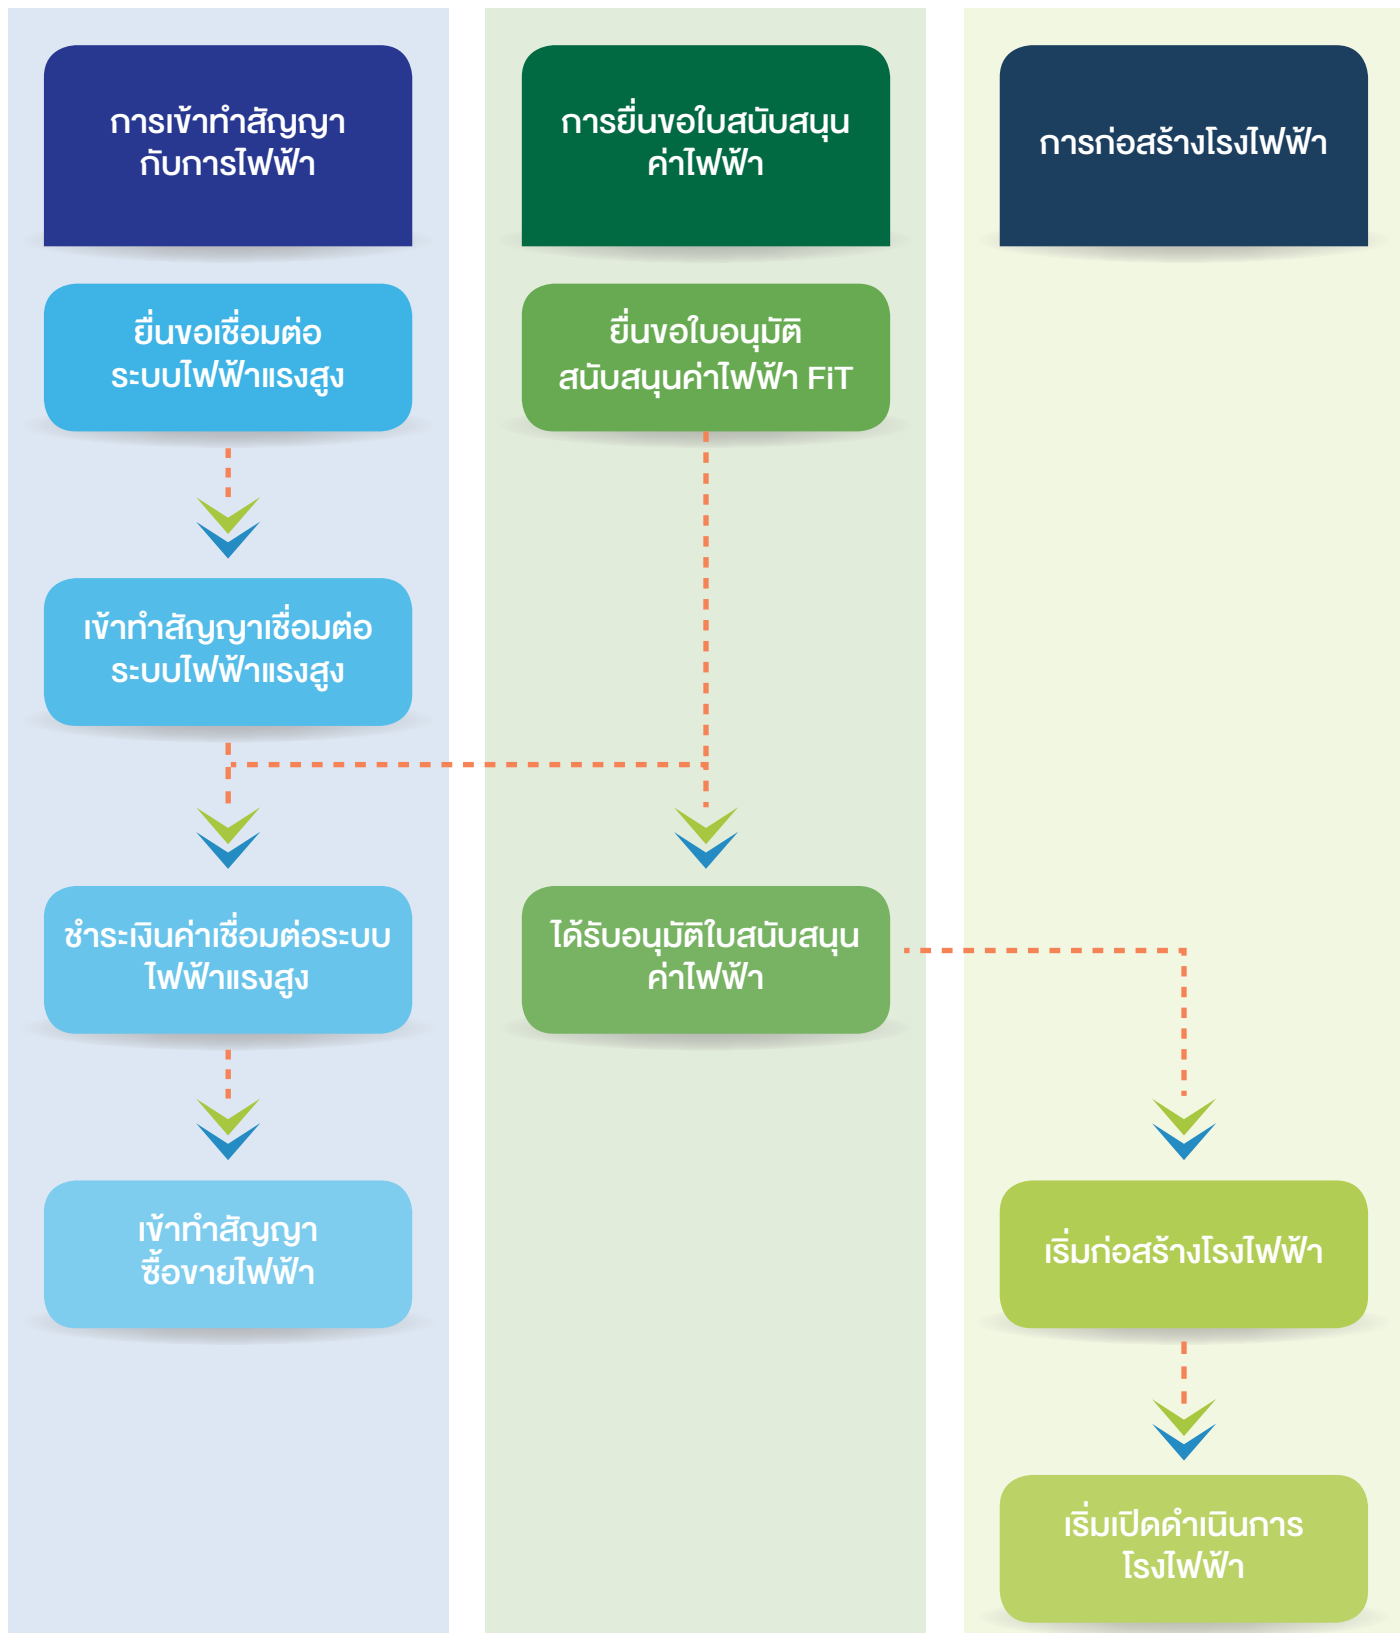 การเข้าทำสัญญา
กับการไฟฟ้า
ยื่นขอเชื่อมต่อ
ระบบไฟฟ้าแรงสูง
เข้าทำสัญญาเชื่อมต่อ
ระบบไฟฟ้าแรงสูง
ชำระเงินค่าเชื่อมต่อระบบ
ไฟฟ้าแรงสูง
เข้าทำสัญญา
ซื้อขายไฟฟ้า
การยื่นขอใบสนับสนุน
ค่าไฟฟ้า
ยื่นขอใบอนุมัติ
สนับสนุนค่าไฟฟ้า FiT
ได้รับอนุมัติใบสนับสนุน
ค่าไฟฟ้า
การก่อสร้างโรงไฟฟ้า
เริ่มก่อสร้างโรงไฟฟ้า
เริ่มเปิดดำเนินการ
โรงไฟฟ้า